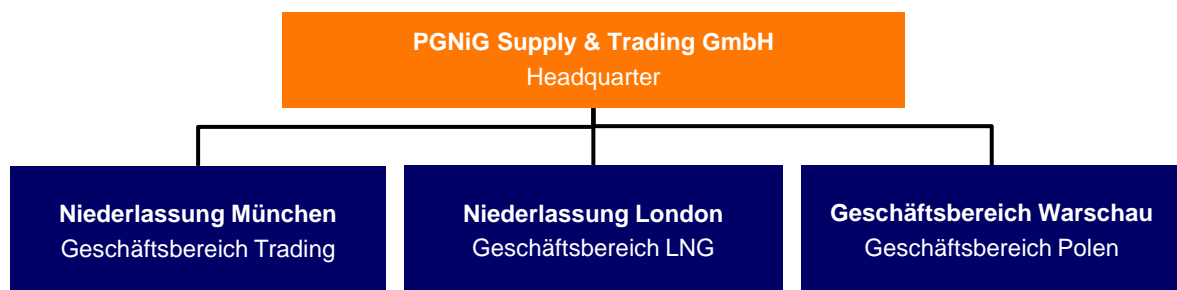 PGNiG Supply & Trading GmbH
Headquarter
Niederlassung München
Geschäftsbereich Trading
Niederlassung London
Geschäftsbereich LNG
Geschäftsbereich Warschau
Geschäftsbereich Polen